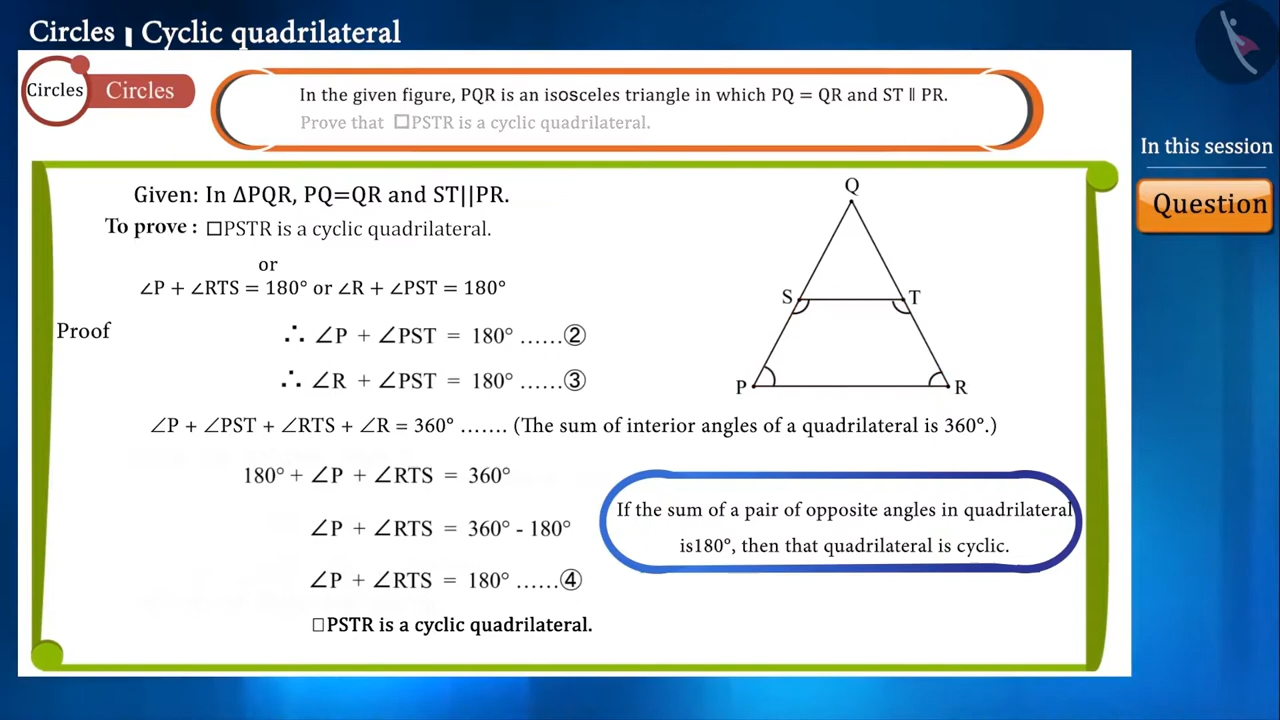 Circles | Cyclic quadrilateral
Circles
Circles
In the given figure, PQR is an isosceles triangle in which PQ = QR and ST ∥ PR.
Prove that □PSTR is a cyclic quadrilateral.
In this session
Question
Given: In ΔPQR, PQ=QR and ST||PR.
To prove : □PSTR is a cyclic quadrilateral.
or
∠P + ∠RTS = 180° or ∠R + ∠PST = 180°
Proof
∴ ∠P + ∠PST = 180° ......②
∴ ∠R + ∠PST = 180° ......③
∠P + ∠PST + ∠RTS + ∠R = 360° ....... (The sum of interior angles of a quadrilateral is 360°.)
180° + ∠P + ∠RTS = 360°
∠P + ∠RTS = 360° - 180°
∠P + ∠RTS = 180° ......④
□PSTR is a cyclic quadrilateral.
If the sum of a pair of opposite angles in quadrilateral
is180°, then that quadrilateral is cyclic.
Q
S
T
P
R